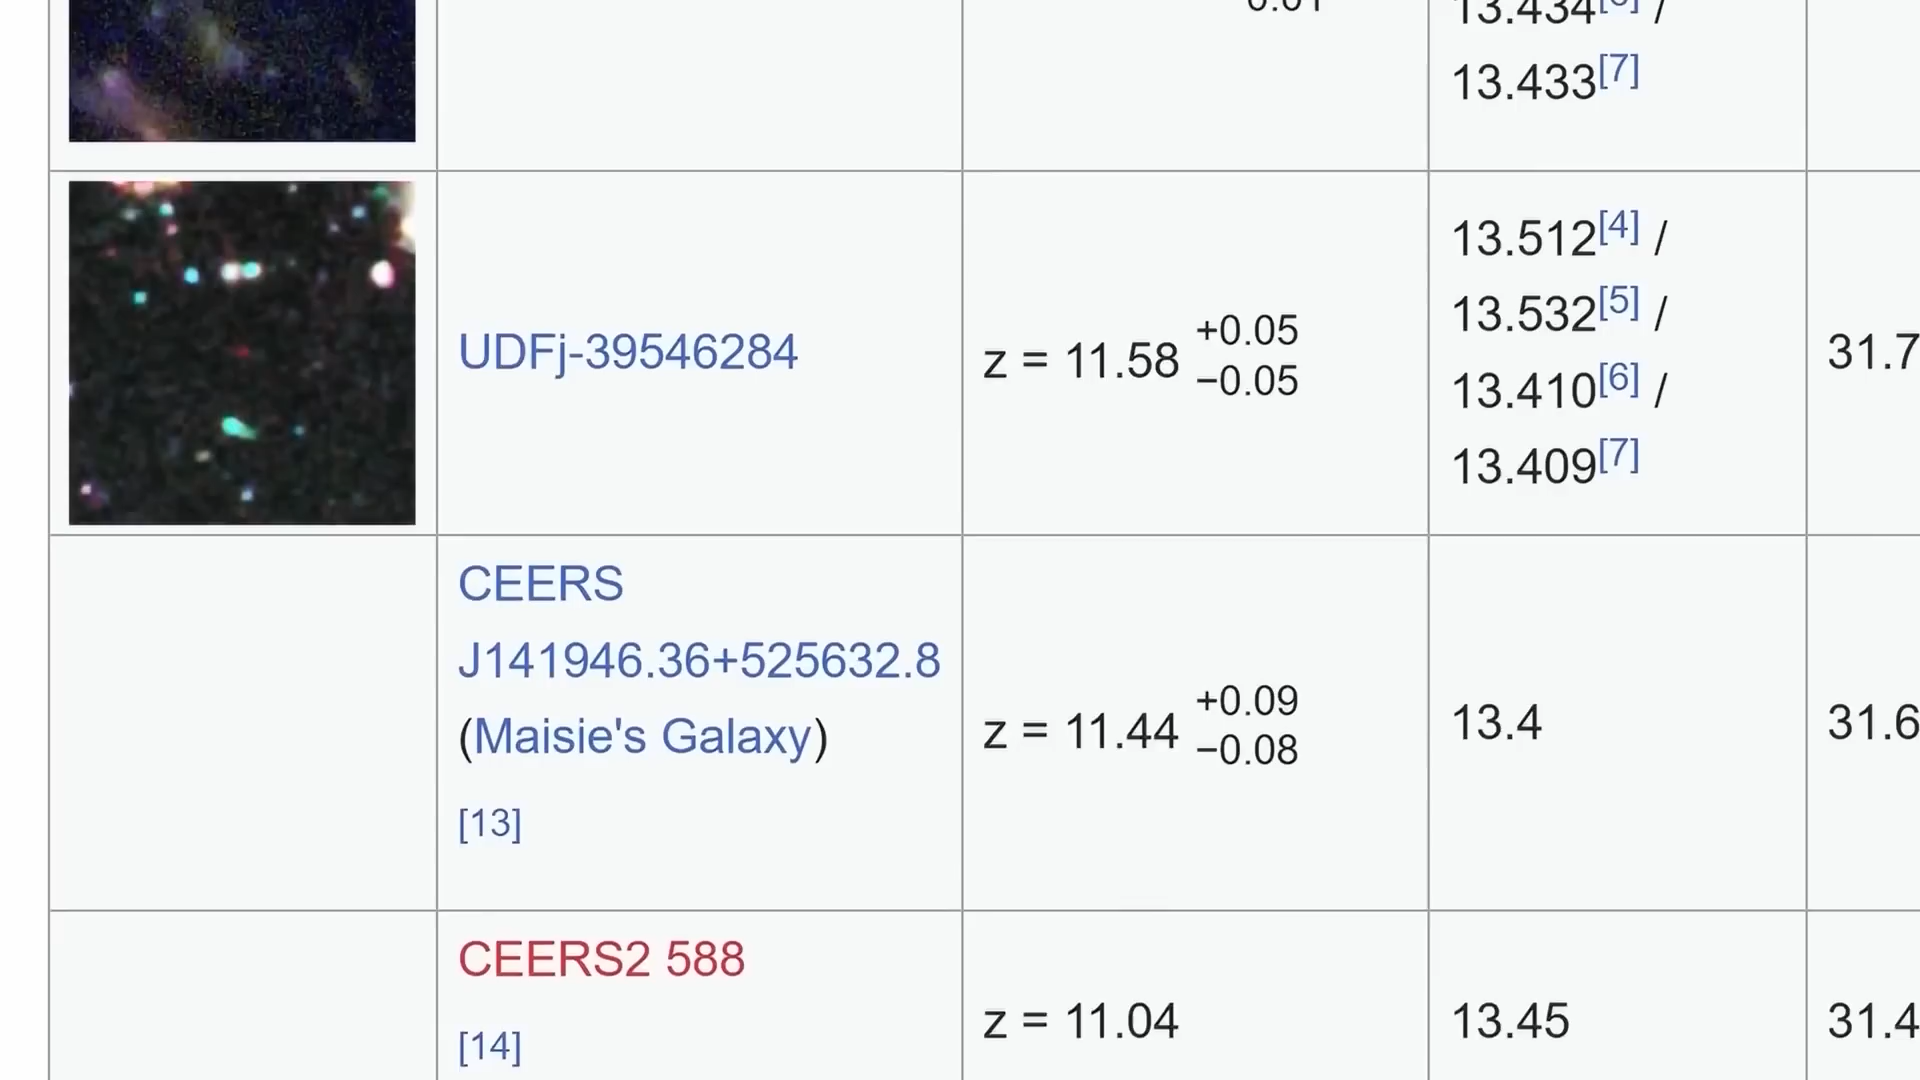 13.433[7]
UDFj-39546284
z = 11.58 +0.05 −0.05
13.512[4] /
13.532[5] /
13.410[6] /
13.409[7]
31.7
CEERS
J141946.36+525632.8
(Maisie's Galaxy)
[13]
z = 11.44 +0.09 −0.08
13.4
31.6
CEERS2 588
[14]
z = 11.04
13.45
31.4